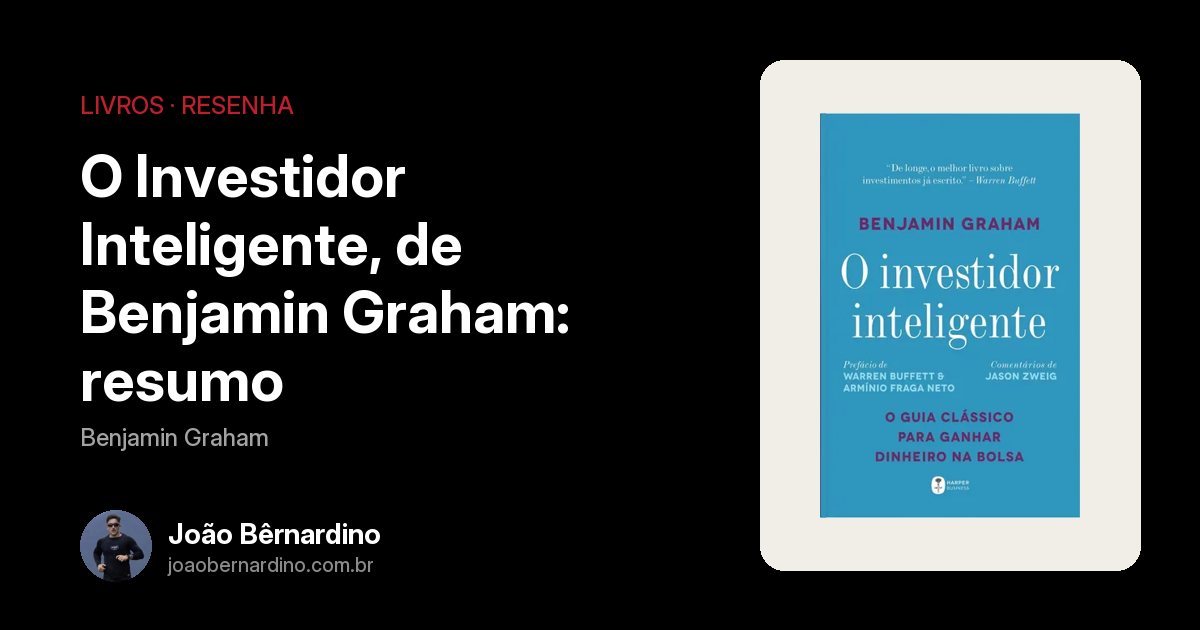 LIVROS · RESENHA
O Investidor
Inteligente, de
Benjamin Graham:
resumo
Benjamin Graham
João Bêrnardino
joaobernardino.com.br
“De longe, o melhor livro sobre
investimentos já escrito.” – Warren Buffett
BENJAMIN GRAHAM
O investidor
inteligente
Prefácio de
WARREN BUFFETT &
ARMÍNIO FRAGA NETO
Comentários de
JASON ZWEIG
O GUIA CLÁSSICO
PARA GANHAR
DINHEIRO NA BOLSA
HARPER
BUSINESS